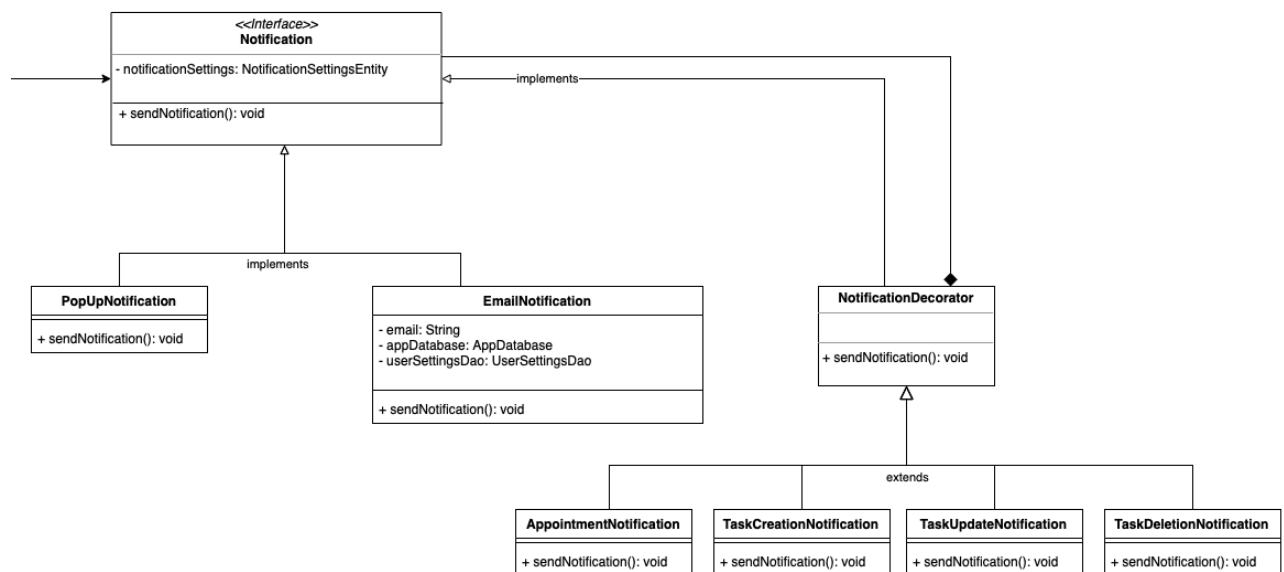 <<Interface>>
Notification
- notificationSettings: NotificationSettingsEntity
implements
+ sendNotification(): void
implements
PopUpNotification
+ sendNotification(): void
EmailNotification
- email: String
- appDatabase: AppDatabase
- userSettingsDao: UserSettingsDao
+ sendNotification(): void
NotificationDecorator
+ sendNotification(): void
extends
AppointmentNotification
+ sendNotification(): void
TaskCreationNotification
+ sendNotification(): void
TaskUpdateNotification
+ sendNotification(): void
TaskDeletionNotification
+ sendNotification(): void